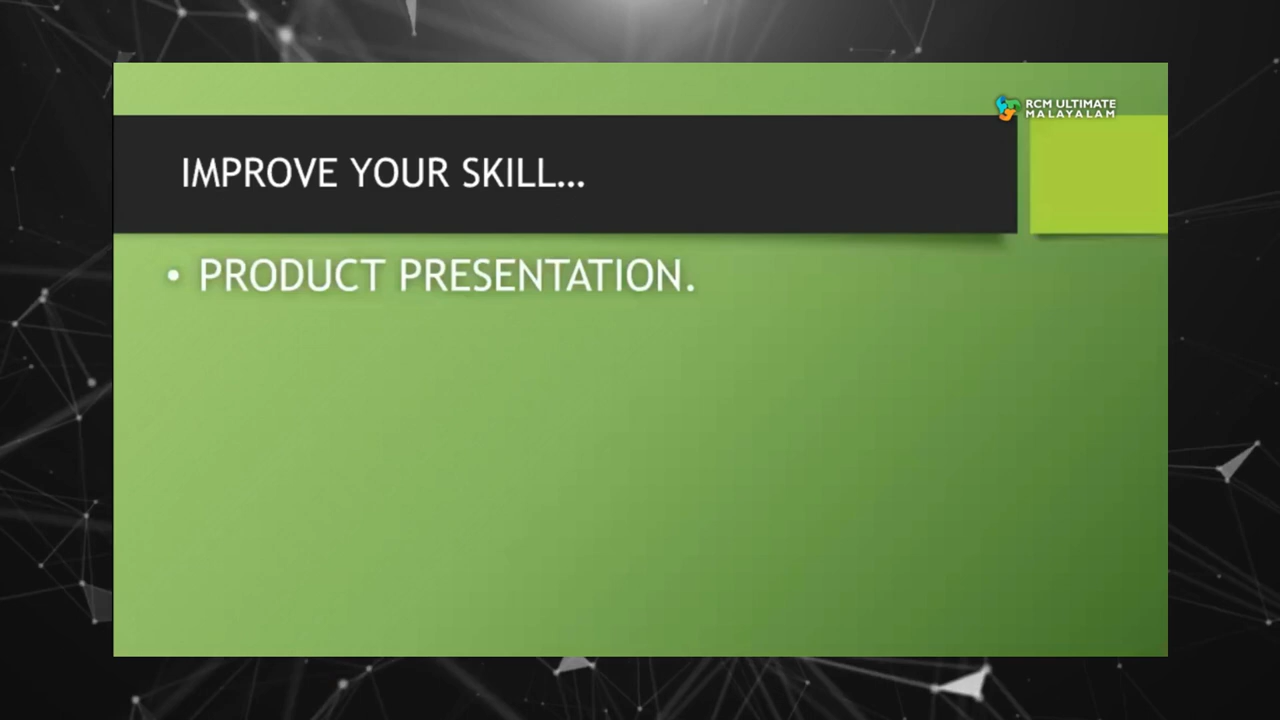 RCM ULTIMATE
MALAYALAM
IMPROVE YOUR SKILL...
• PRODUCT PRESENTATION.